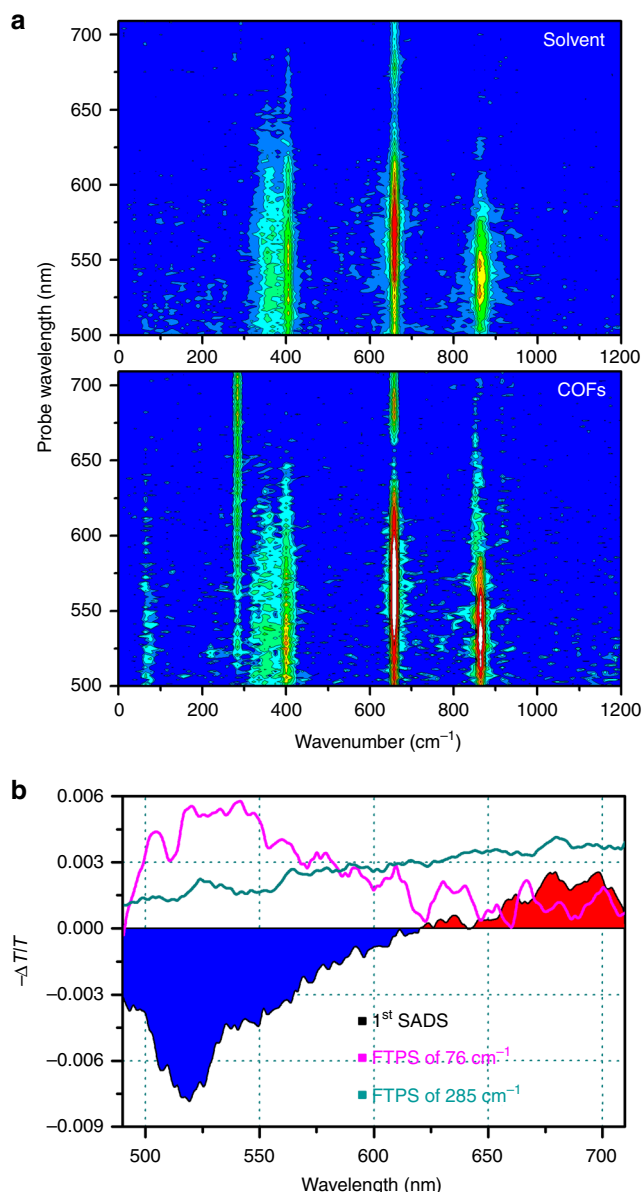 a
Solvent
700
650
600
550
500
0 200 400 600 800 1000 1200
COFs
700
650
600
550
500
0 200 400 600 800 1000 1200
Probe wavelength (nm)
Wavenumber (cm⁻¹)
b
0.006
0.003
0.000
−0.003
−0.006
−0.009
−ΔT/T
1ˢᵗ SADS
FTPS of 76 cm⁻¹
FTPS of 285 cm⁻¹
500 550 600 650 700
Wavelength (nm)